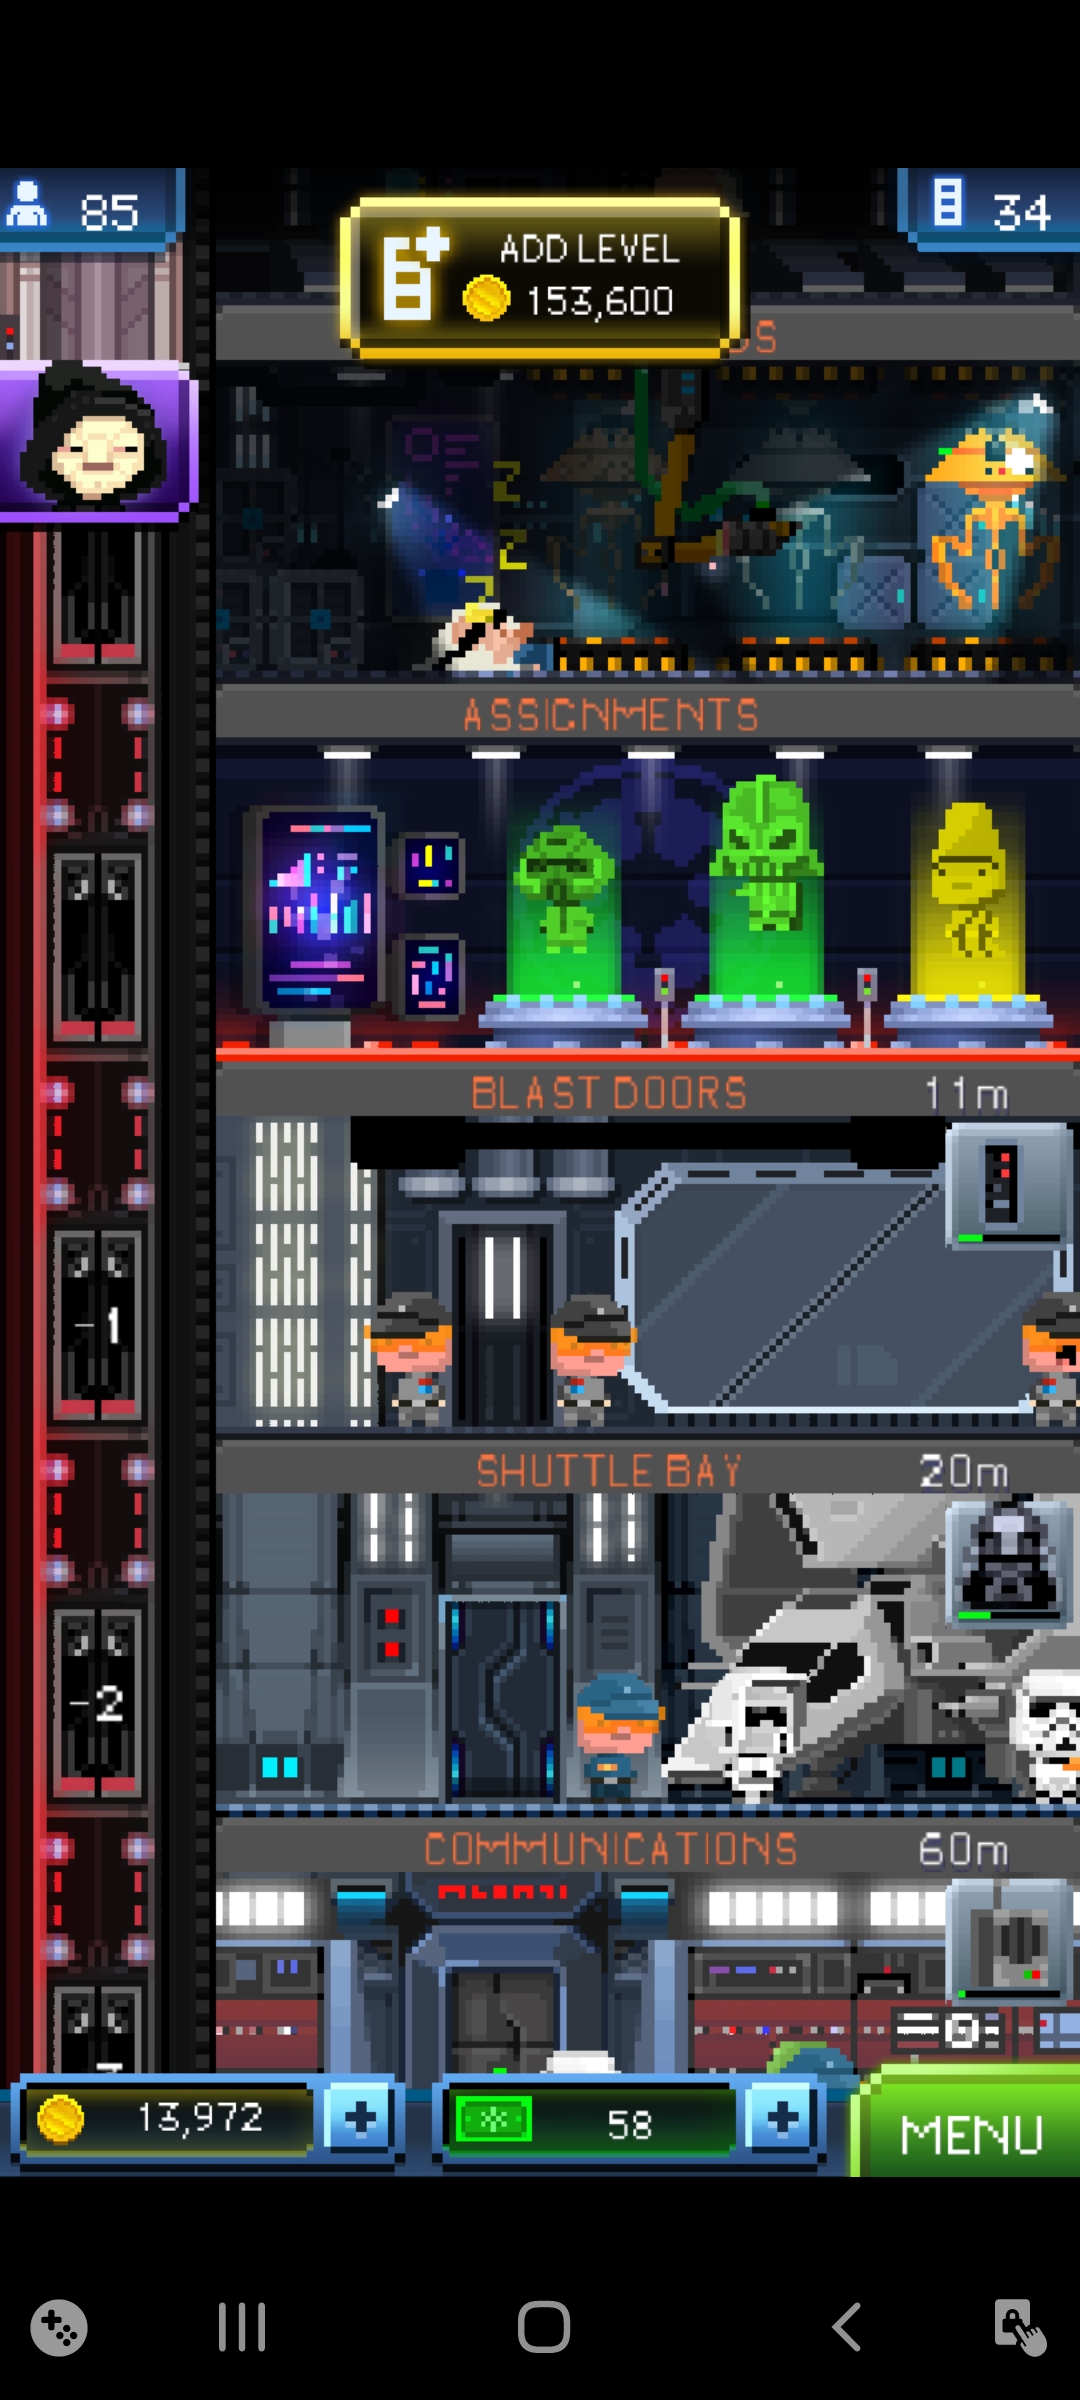 85
ADD LEVEL
153,600
34
Z
Z
Z
ASSIGNMENTS
BLAST DOORS 11m
-1
SHUTTLE BAY 20m
-2
COMMUNICATIONS 60m
13,972
58
MENU